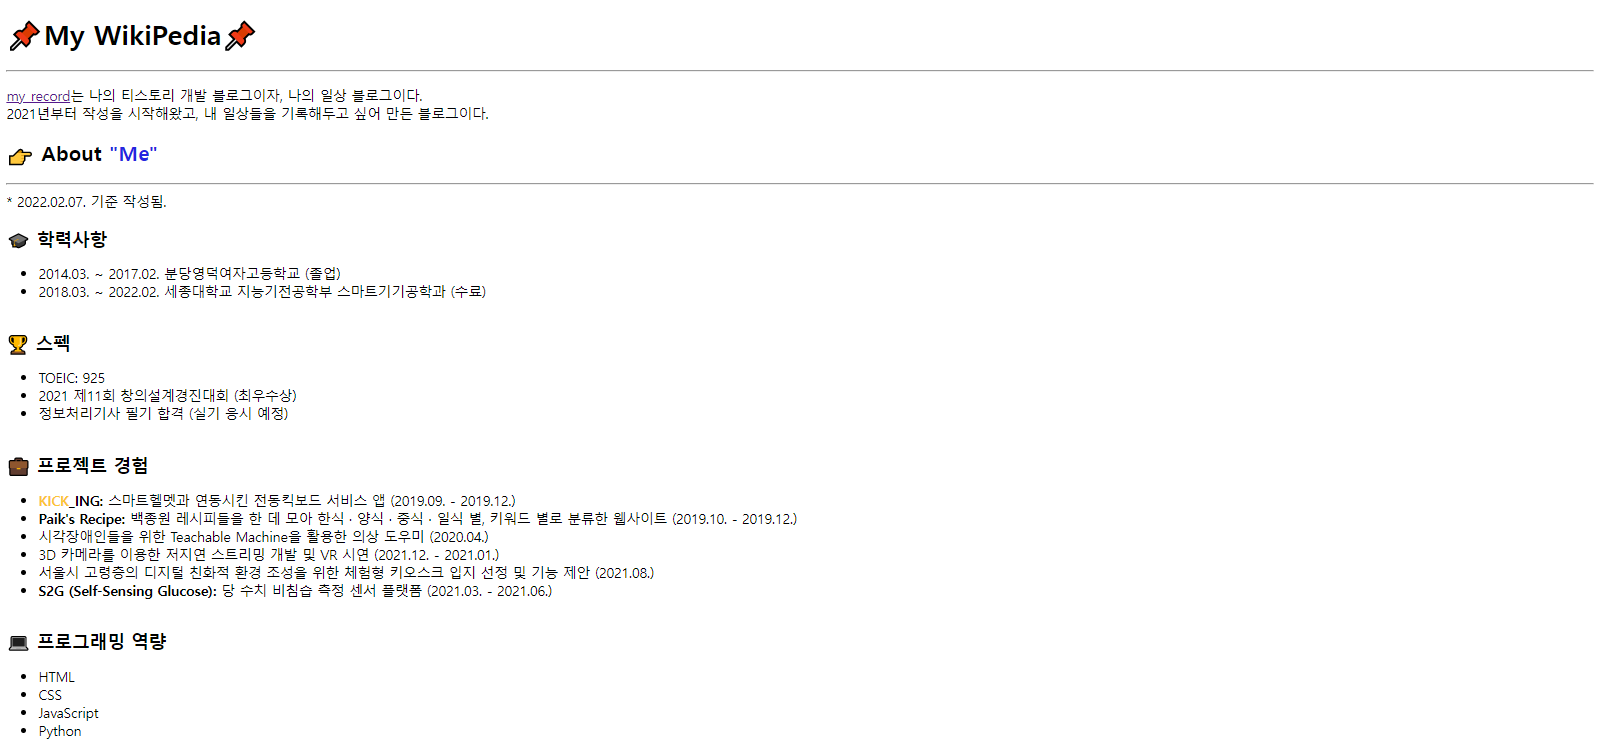 📌My WikiPedia📌
my_record는 나의 티스토리 개발 블로그이자, 나의 일상 블로그이다.
2021년부터 작성을 시작해왔고, 내 일상들을 기록해두고 싶어 만든 블로그이다.
👉 About "Me"
* 2022.02.07. 기준 작성됨.
🎓 학력사항
• 2014.03. ~ 2017.02. 분당영덕여자고등학교 (졸업)
• 2018.03. ~ 2022.02. 세종대학교 지능기전공학부 스마트기기공학과 (수료)
🏆 스펙
• TOEIC: 925
• 2021 제11회 창의설계경진대회 (최우수상)
• 정보처리기사 필기 합격 (실기 응시 예정)
💼 프로젝트 경험
• KICK_ING: 스마트헬멧과 연동시킨 전동킥보드 서비스 앱 (2019.09. - 2019.12.)
• Paik's Recipe: 백종원 레시피들을 한 데 모아 한식 · 양식 · 중식 · 일식 별, 키워드 별로 분류한 웹사이트 (2019.10. - 2019.12.)
• 시각장애인들을 위한 Teachable Machine을 활용한 의상 도우미 (2020.04.)
• 3D 카메라를 이용한 저지연 스트리밍 개발 및 VR 시연 (2021.12. - 2021.01.)
• 서울시 고령층의 디지털 친화적 환경 조성을 위한 체험형 키오스크 입지 선정 및 기능 제안 (2021.08.)
• S2G (Self-Sensing Glucose): 당 수치 비침습 측정 센서 플랫폼 (2021.03. - 2021.06.)
💻 프로그래밍 역량
• HTML
• CSS
• JavaScript
• Python